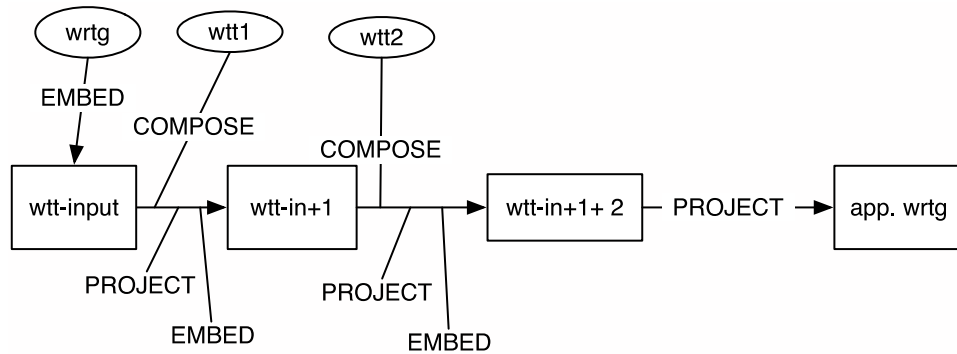 wrtg
wtt1
wtt2
EMBED
COMPOSE
COMPOSE
wtt-input
wtt-in+1
wtt-in+1+ 2
PROJECT
app. wrtg
PROJECT
PROJECT
EMBED
EMBED